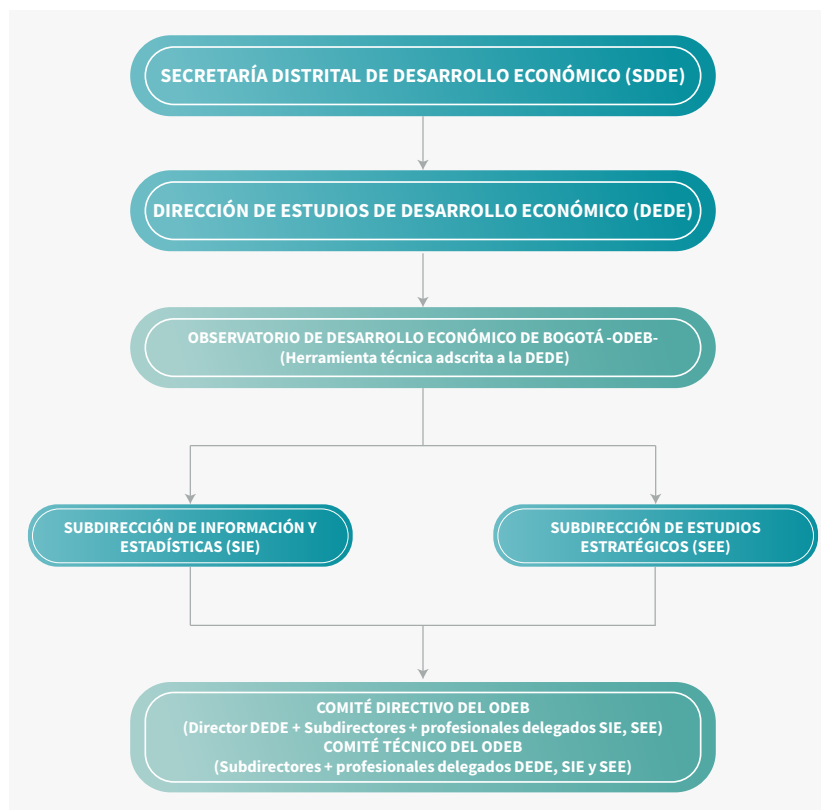 SECRETARÍA DISTRITAL DE DESARROLLO ECONÓMICO (SDDE)
DIRECCIÓN DE ESTUDIOS DE DESARROLLO ECONÓMICO (DEDE)
OBSERVATORIO DE DESARROLLO ECONÓMICO DE BOGOTÁ -ODEB-
(Herramienta técnica adscrita a la DEDE)
SUBDIRECCIÓN DE INFORMACIÓN Y
ESTADÍSTICAS (SIE)
SUBDIRECCIÓN DE ESTUDIOS
ESTRATÉGICOS (SEE)
COMITÉ DIRECTIVO DEL ODEB
(Director DEDE + Subdirectores + profesionales delegados SIE, SEE)
COMITÉ TÉCNICO DEL ODEB
(Subdirectores + profesionales delegados DEDE, SIE y SEE)